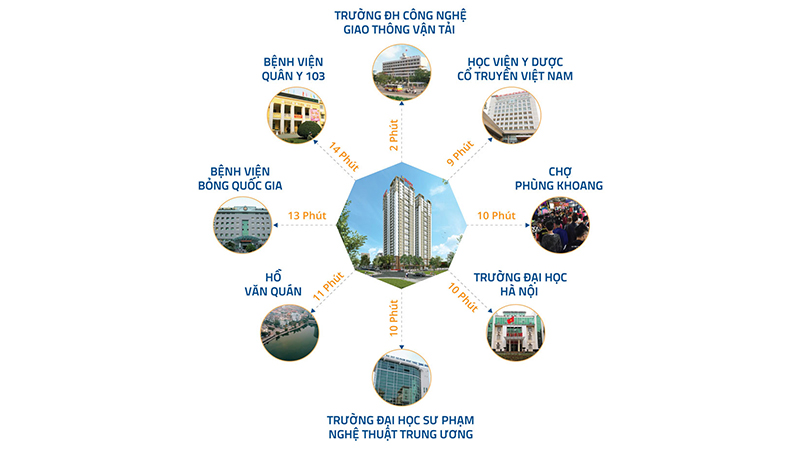 TRƯỜNG ĐH CÔNG NGHỆ
GIAO THÔNG VẬN TẢI
2 Phút
HỌC VIỆN Y DƯỢC
CỔ TRUYỀN VIỆT NAM
9 Phút
CHỢ
PHÙNG KHOANG
10 Phút
TRƯỜNG ĐẠI HỌC
HÀ NỘI
10 Phút
TRƯỜNG ĐẠI HỌC SƯ PHẠM
NGHỆ THUẬT TRUNG ƯƠNG
10 Phút
HỒ
VĂN QUÁN
11 Phút
BỆNH VIỆN
BỎNG QUỐC GIA
13 Phút
BỆNH VIỆN
QUÂN Y 103
14 Phút